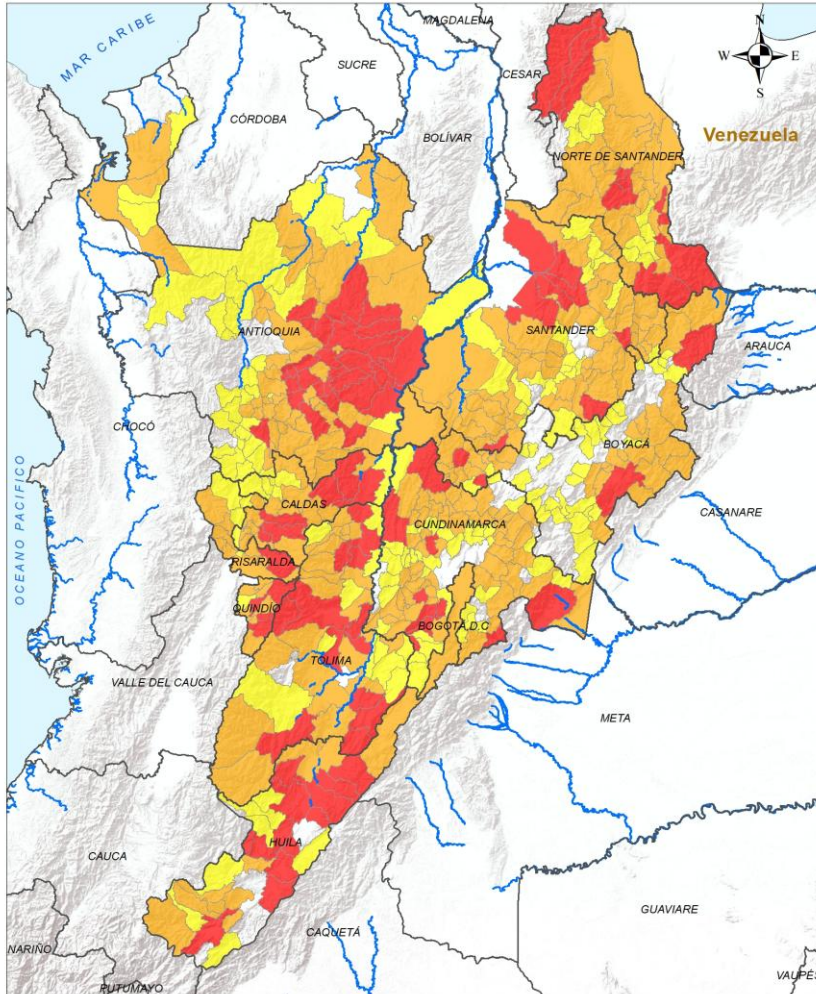 MAGDALENA
N
W E
S
MAR CARIBE
SUCRE
CESAR
CÓRDOBA
BOLÍVAR
Venezuela
NORTE DE SANTANDER
ANTIOQUIA
SANTANDER
ARAUCA
CHOCÓ
BOYACÁ
OCEANO PACIFICO
CALDAS
CUNDINAMARCA
CASANARE
RISARALDA
QUINDÍO
BOGOTÁ D.C
TOLIMA
VALLE DEL CAUCA
META
HUILA
CAUCA
GUAVIARE
CAQUETÁ
NARIÑO
PUTUMAYO
VAUPÉS